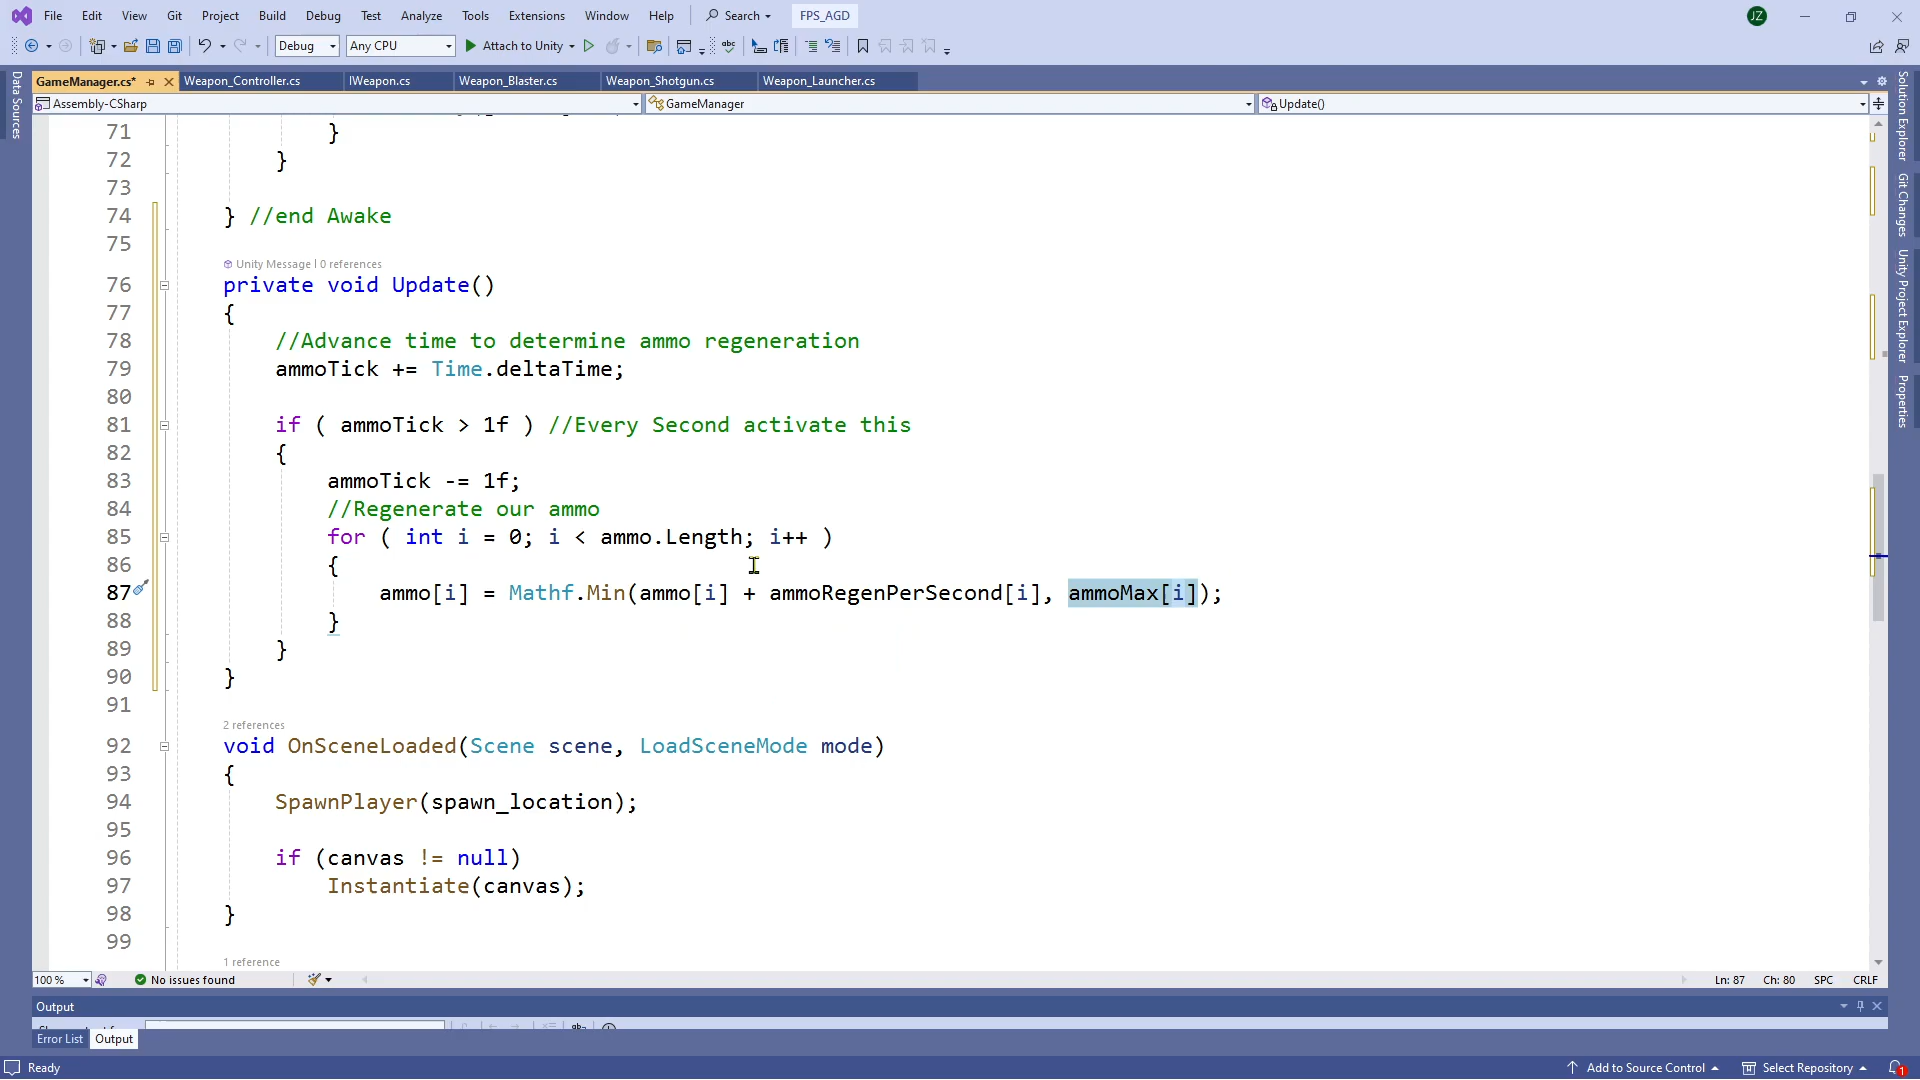 File Edit View Git Project Build Debug Test Analyze Tools Extensions Window Help Search FPS_AGD JZ
Debug Any CPU Attach to Unity
GameManager.cs* Weapon_Controller.cs IWeapon.cs Weapon_Blaster.cs Weapon_Shotgun.cs Weapon_Launcher.cs
Assembly-CSharp GameManager Update()
71 }
72 }
73
74 } //end Awake
75
Unity Message | 0 references
76 private void Update()
77 {
78 //Advance time to determine ammo regeneration
79 ammoTick += Time.deltaTime;
80
81 if ( ammoTick > 1f ) //Every Second activate this
82 {
83 ammoTick -= 1f;
84 //Regenerate our ammo
85 for ( int i = 0; i < ammo.Length; i++ )
86 {
87 ammo[i] = Mathf.Min(ammo[i] + ammoRegenPerSecond[i], ammoMax[i]);
88 }
89 }
90 }
91
2 references
92 void OnSceneLoaded(Scene scene, LoadSceneMode mode)
93 {
94 SpawnPlayer(spawn_location);
95
96 if (canvas != null)
97 Instantiate(canvas);
98 }
99
1 reference
100 % No issues found Ln: 87 Ch: 80 SPC CRLF
Output
Error List Output
Ready Add to Source Control Select Repository 1
Data Sources
Solution Explorer
Git Changes
Unity Project Explorer
Properties